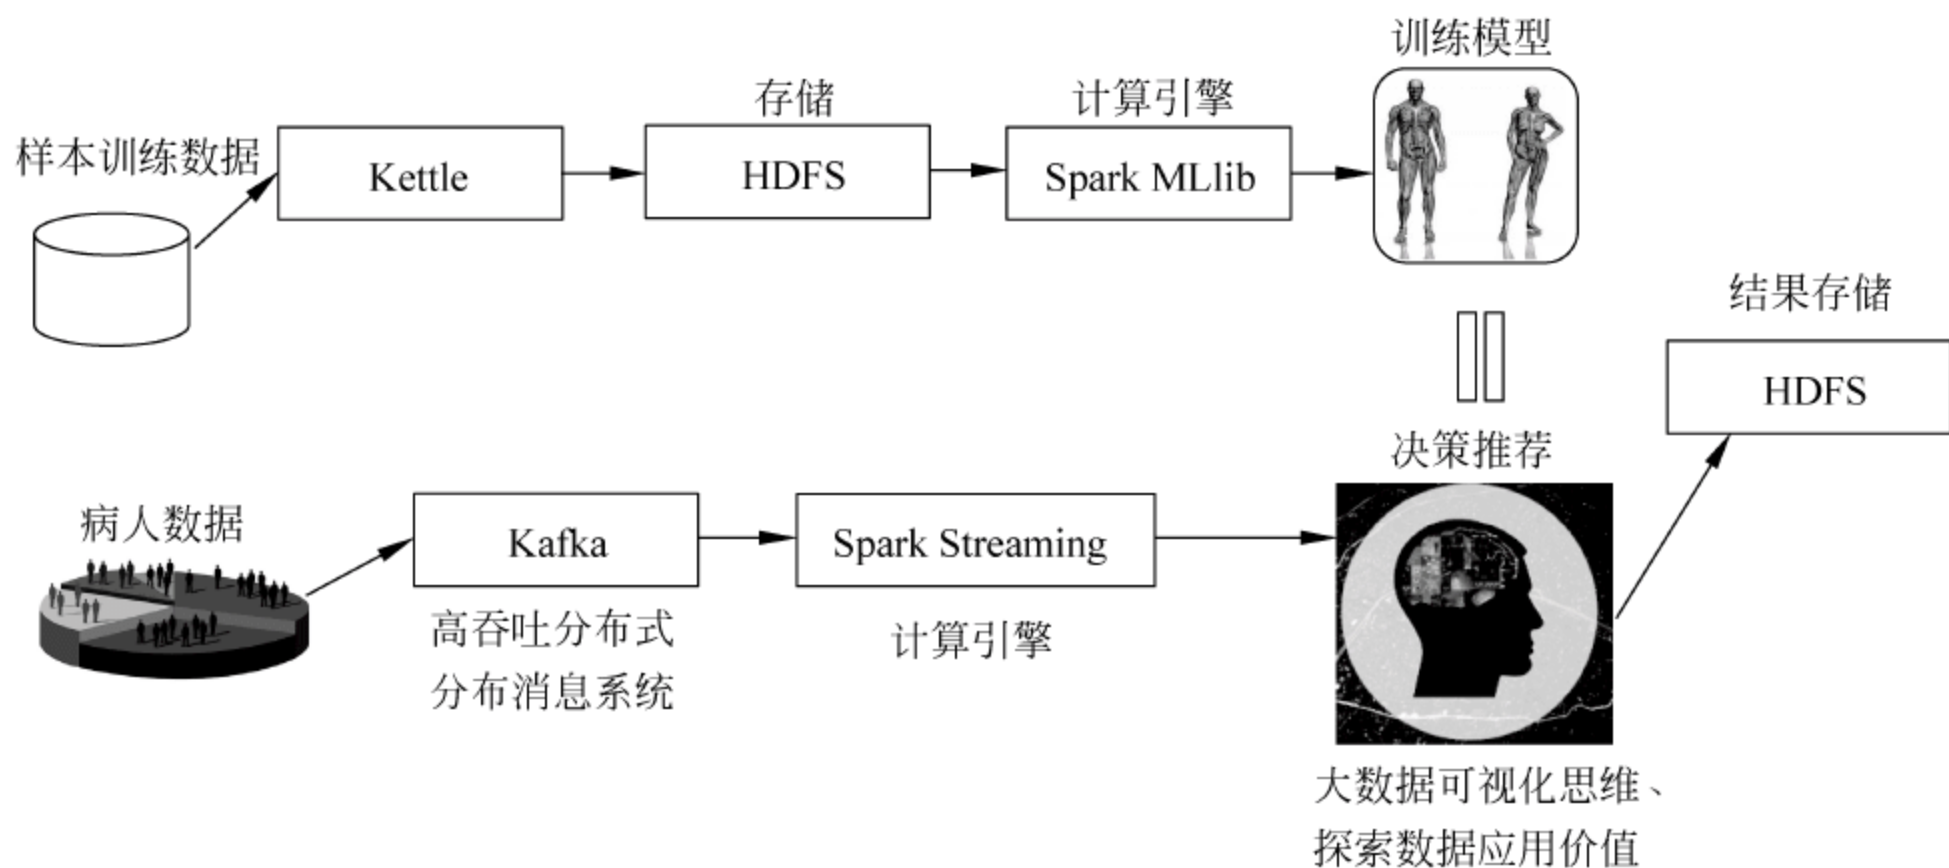 训练模型
存储
计算引擎
样本训练数据
Kettle
HDFS
Spark MLlib
结果存储
HDFS
决策推荐
病人数据
Kafka
Spark Streaming
高吞吐分布式
分布消息系统
计算引擎
大数据可视化思维、
探索数据应用价值